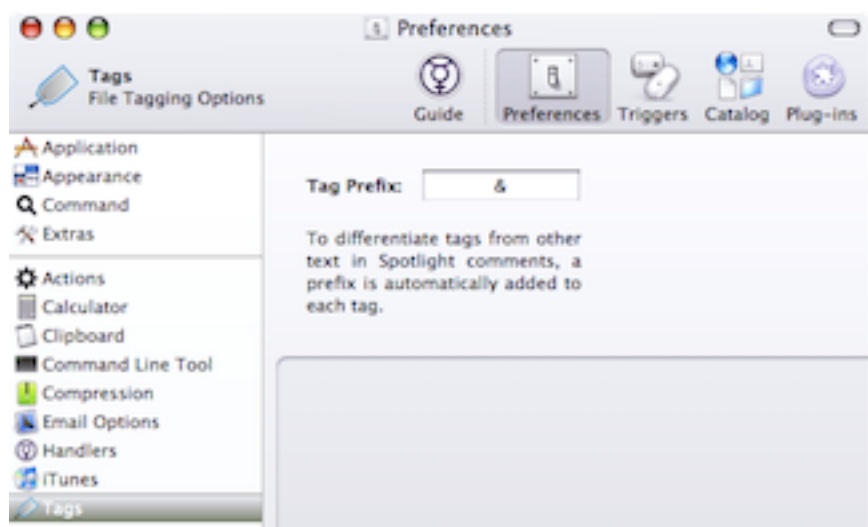 Preferences
Tags
File Tagging Options
Guide
Preferences
Triggers
Catalog
Plug-ins
Application
Appearance
Command
Extras
Actions
Calculator
Clipboard
Command Line Tool
Compression
Email Options
Handlers
iTunes
Tags
Tag Prefix: &
To differentiate tags from other
text in Spotlight comments, a
prefix is automatically added to
each tag.